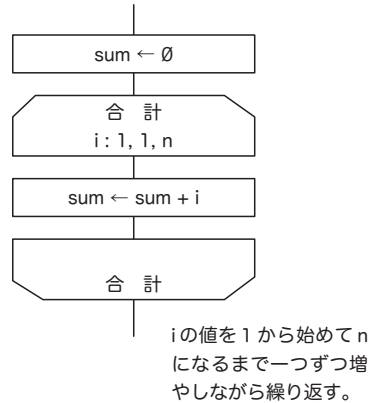 sum ← Ø
合 計
i : 1, 1, n
sum ← sum + i
合 計
iの値を1から始めてn
になるまで一つずつ増
やしながら繰り返す。